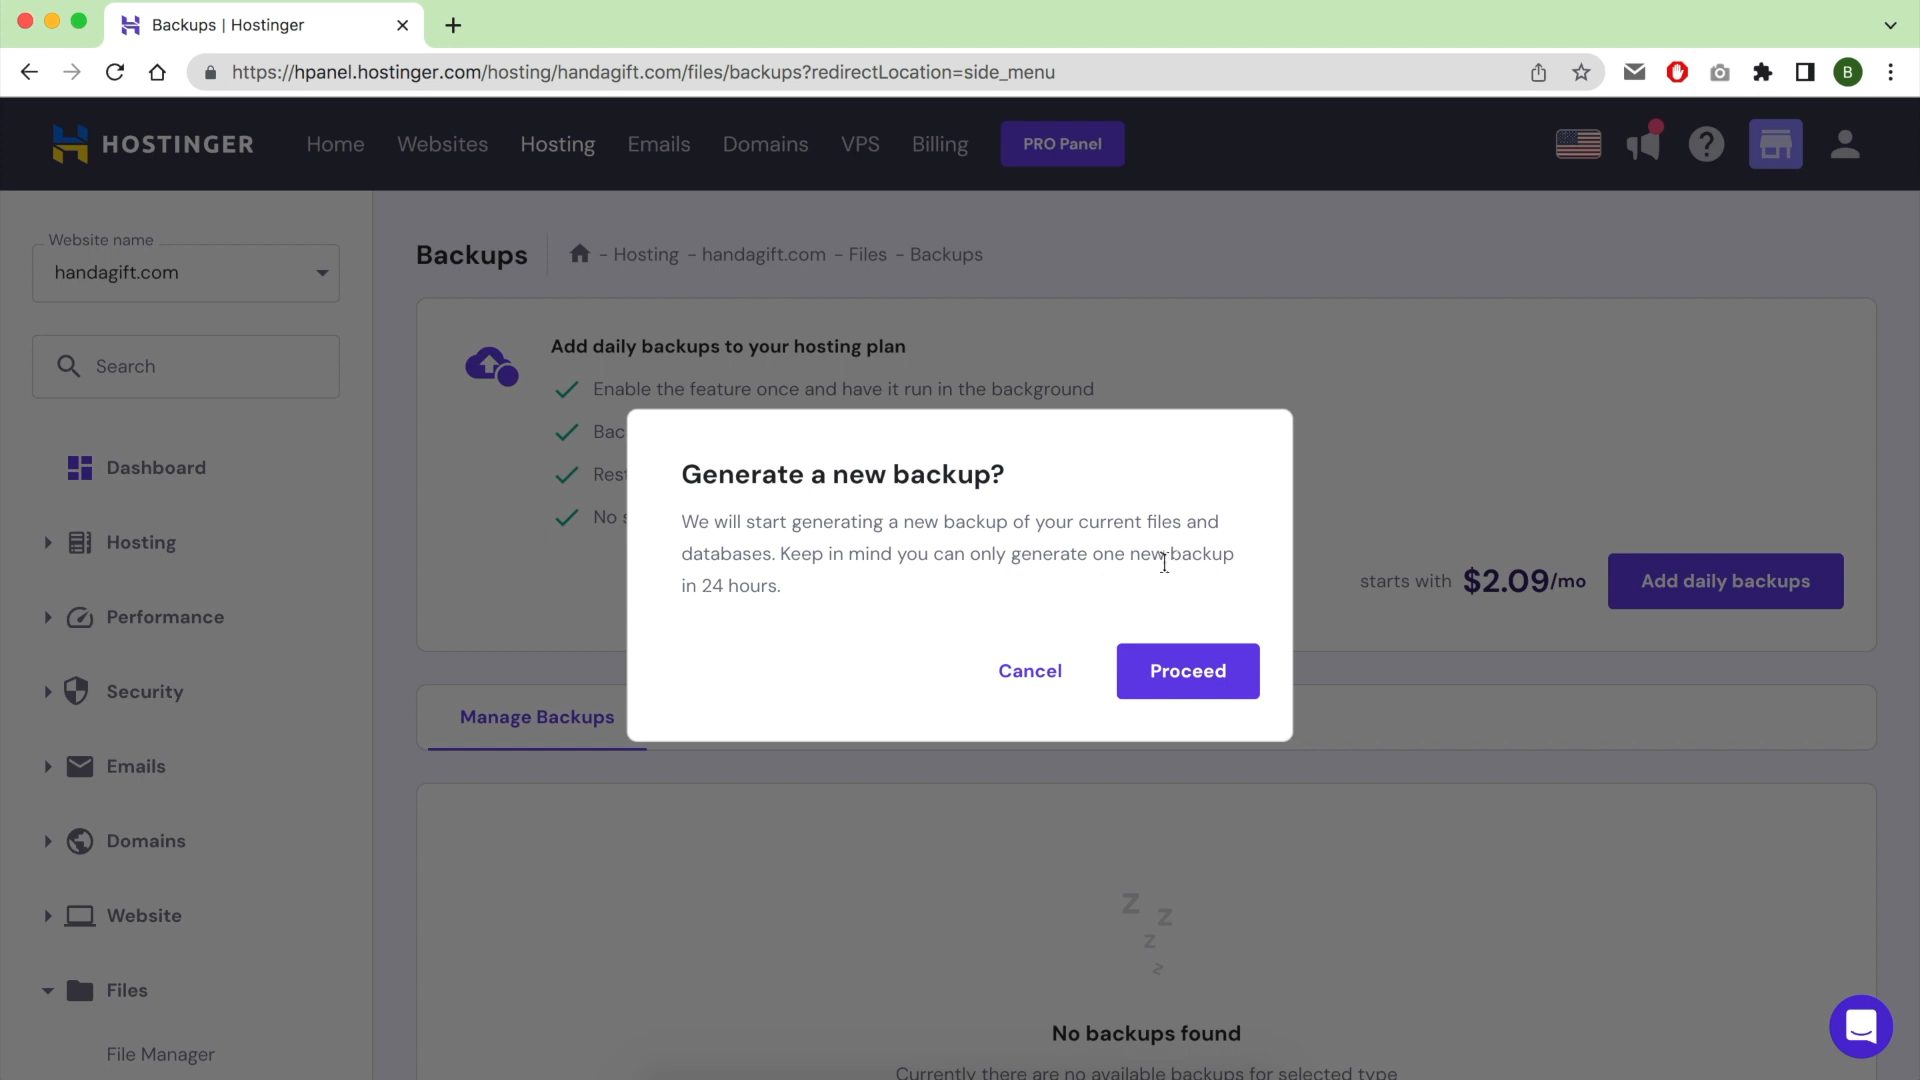 Backups | Hostinger
https://hpanel.hostinger.com/hosting/handagift.com/files/backups?redirectLocation=side_menu
B
HOSTINGER
Home
Websites
Hosting
Emails
Domains
VPS
Billing
PRO Panel
Website name
handagift.com
Search
Dashboard
Hosting
Performance
Security
Emails
Domains
Website
Files
File Manager
Backups
- Hosting - handagift.com - Files - Backups
Add daily backups to your hosting plan
Enable the feature once and have it run in the background
starts with $2.09/mo
Add daily backups
Generate a new backup?
We will start generating a new backup of your current files and
databases. Keep in mind you can only generate one new backup
in 24 hours.
Cancel
Proceed
Manage Backups
z z
z
z
No backups found
Currently there are no available backups for selected type